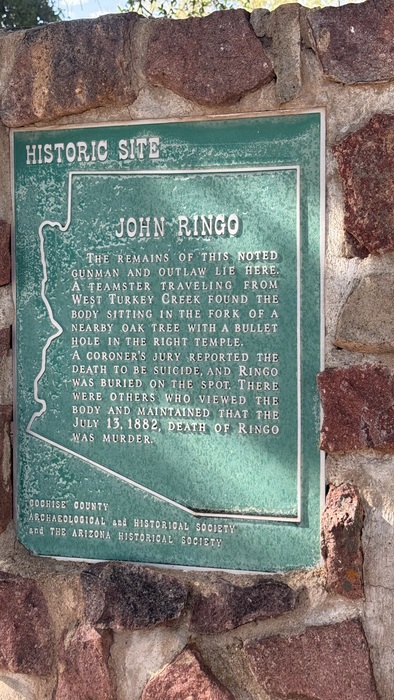 HISTORIC SITE
JOHN RINGO
THE REMAINS OF THIS NOTED
GUNMAN AND OUTLAW LIE HERE.
A TEAMSTER TRAVELING FROM
WEST TURKEY CREEK FOUND THE
BODY SITTING IN THE FORK OF A
NEARBY OAK TREE WITH A BULLET
HOLE IN THE RIGHT TEMPLE.
A CORONER'S JURY REPORTED THE
DEATH TO BE SUICIDE, AND RINGO
WAS BURIED ON THE SPOT. THERE
WERE OTHERS WHO VIEWED THE
BODY AND MAINTAINED THAT THE
JULY 13, 1882, DEATH OF RINGO
WAS MURDER.
COCHISE COUNTY
ARCHAEOLOGICAL and HISTORICAL SOCIETY
and THE ARIZONA HISTORICAL SOCIETY